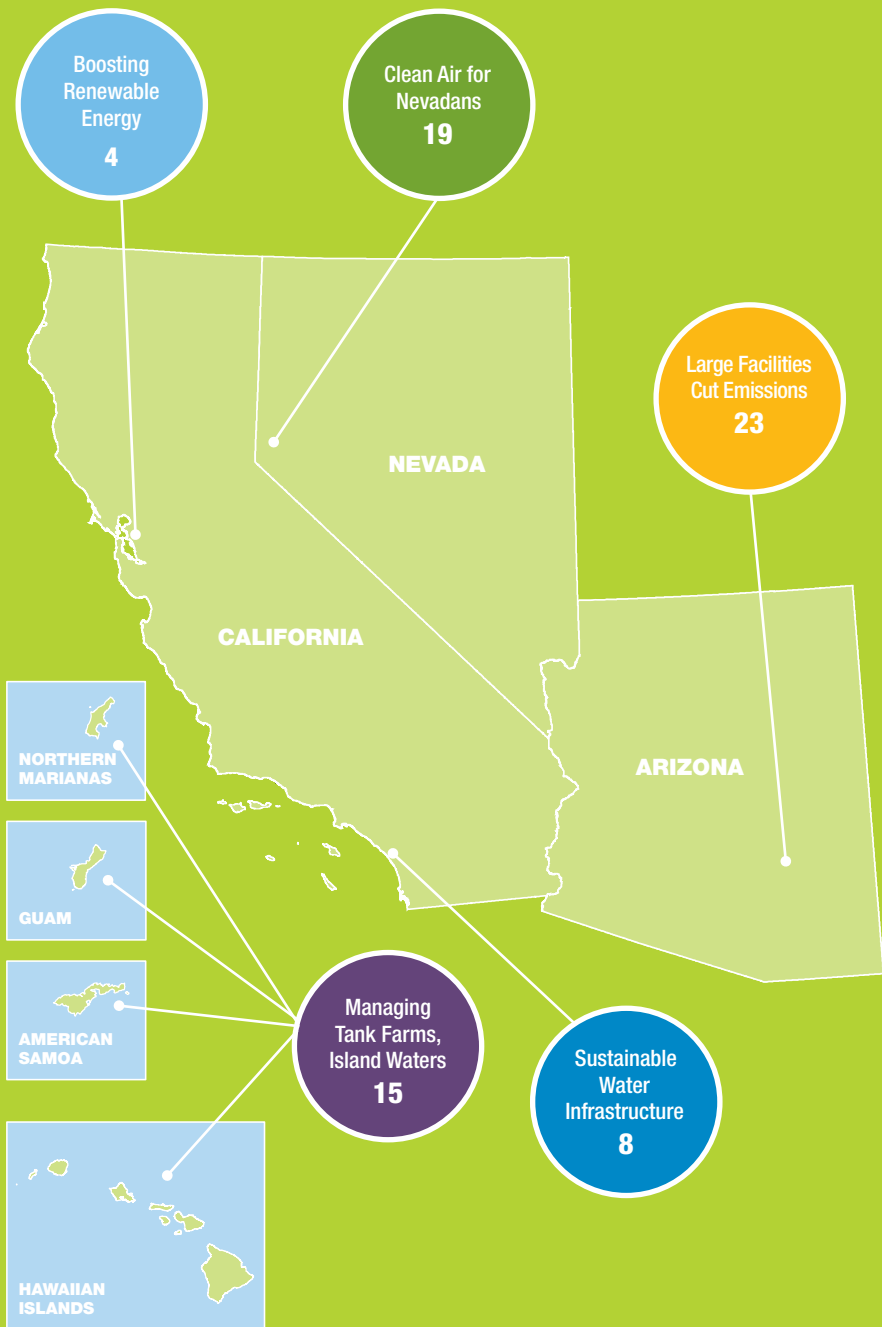 Boosting
Renewable
Energy
4
Clean Air for
Nevadans
19
Large Facilities
Cut Emissions
23
NEVADA
CALIFORNIA
ARIZONA
NORTHERN
MARIANAS
GUAM
AMERICAN
SAMOA
HAWAIIAN
ISLANDS
Managing
Tank Farms,
Island Waters
15
Sustainable
Water
Infrastructure
8